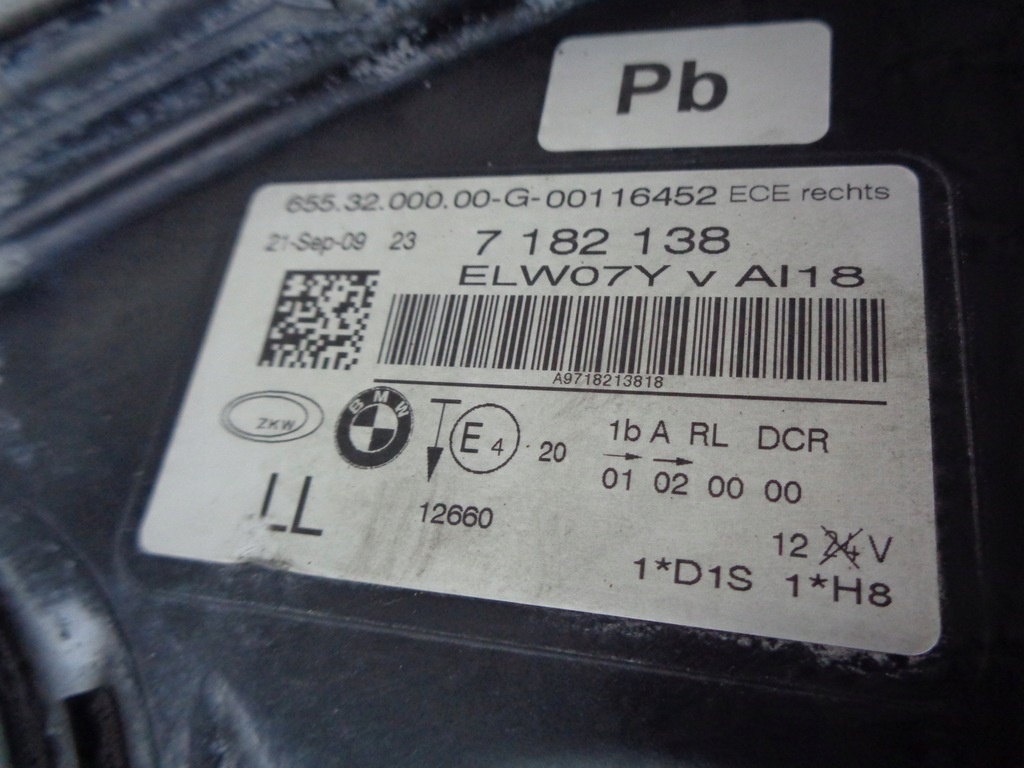 Pb
655.32.000.00-G-00116452 ECE rechts
21-Sep-09 23 7 182 138
ELW07Y v AI18
A9718213818
ZKW BMW E4 20 1b A RL DCR
01 02 00 00
LL 12660
12 24 V
1*D1S 1*H8